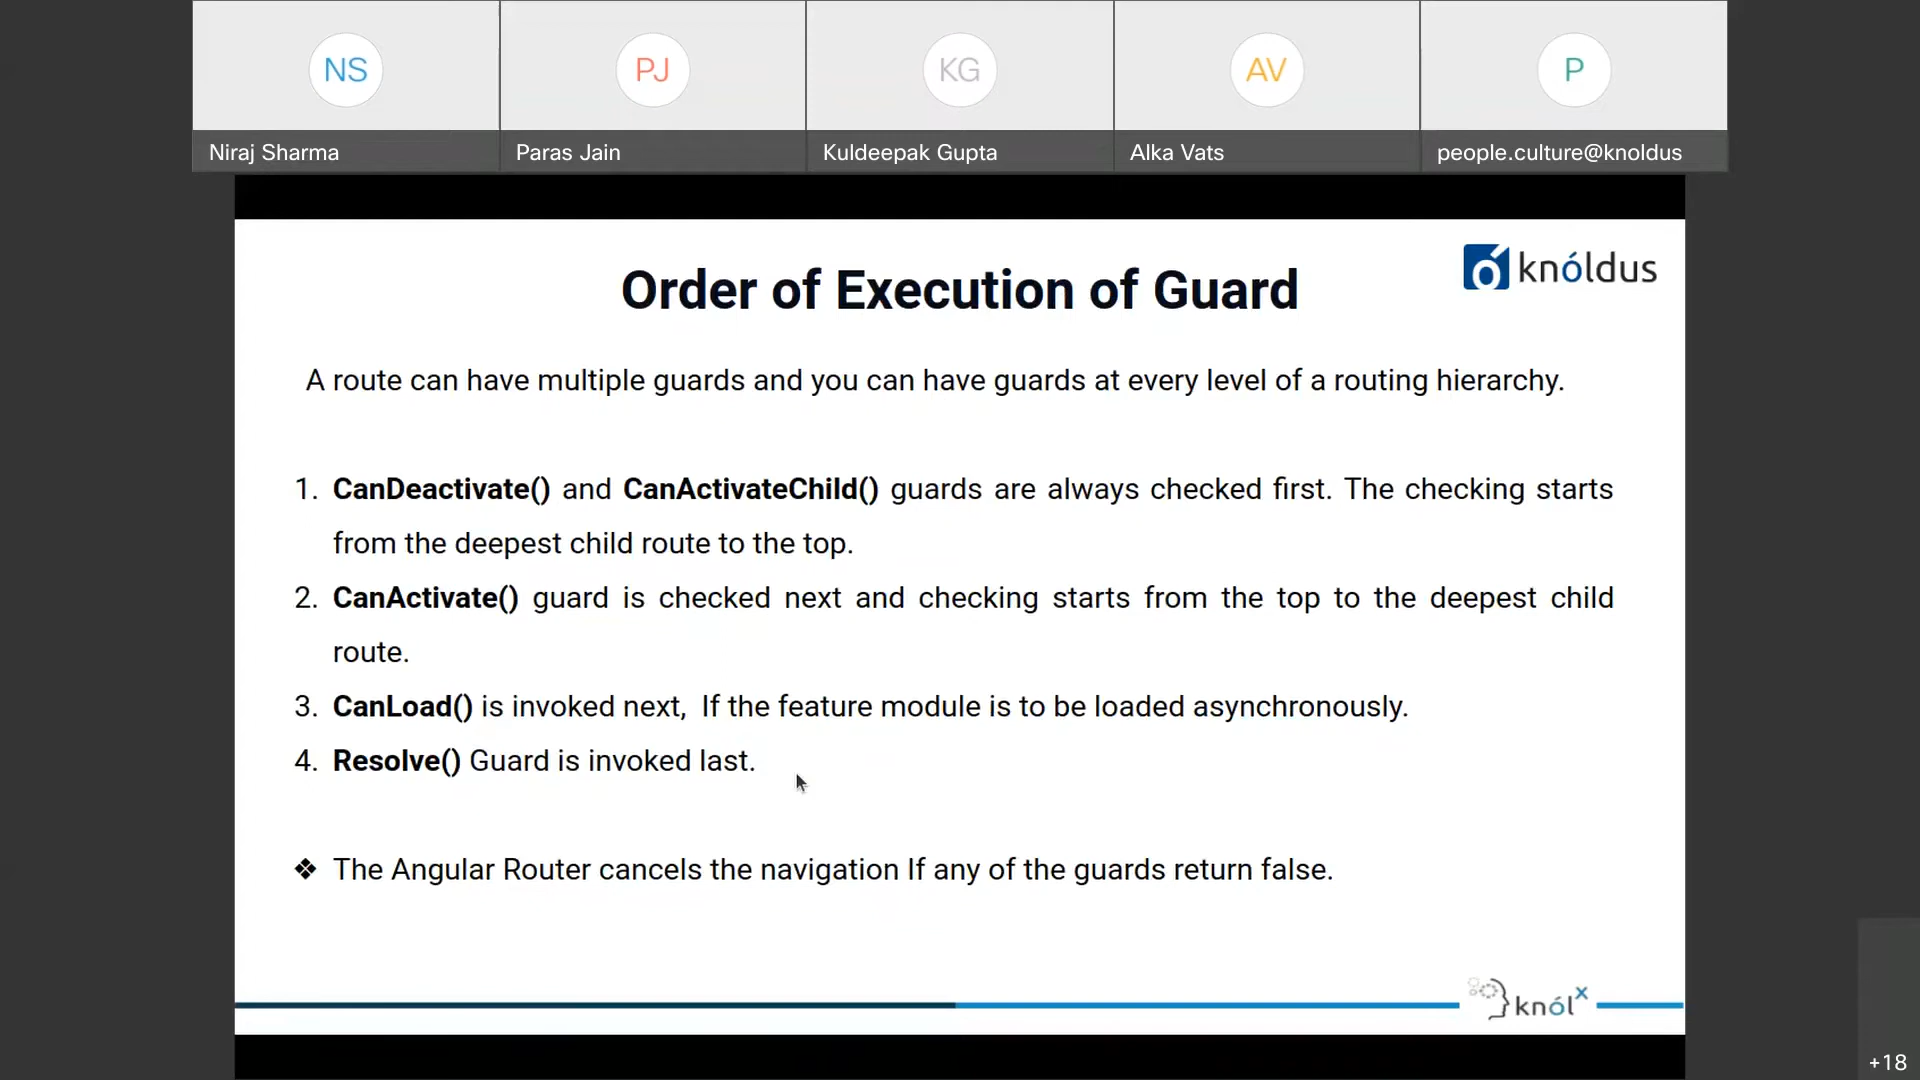 NS
PJ
KG
AV
P
Niraj Sharma
Paras Jain
Kuldeepak Gupta
Alka Vats
people.culture@knoldus
knóldus
Order of Execution of Guard
A route can have multiple guards and you can have guards at every level of a routing hierarchy.
1. CanDeactivate() and CanActivateChild() guards are always checked first. The checking starts
from the deepest child route to the top.
2. CanActivate() guard is checked next and checking starts from the top to the deepest child
route.
3. CanLoad() is invoked next, If the feature module is to be loaded asynchronously.
4. Resolve() Guard is invoked last.
❖ The Angular Router cancels the navigation If any of the guards return false.
knólx
+18